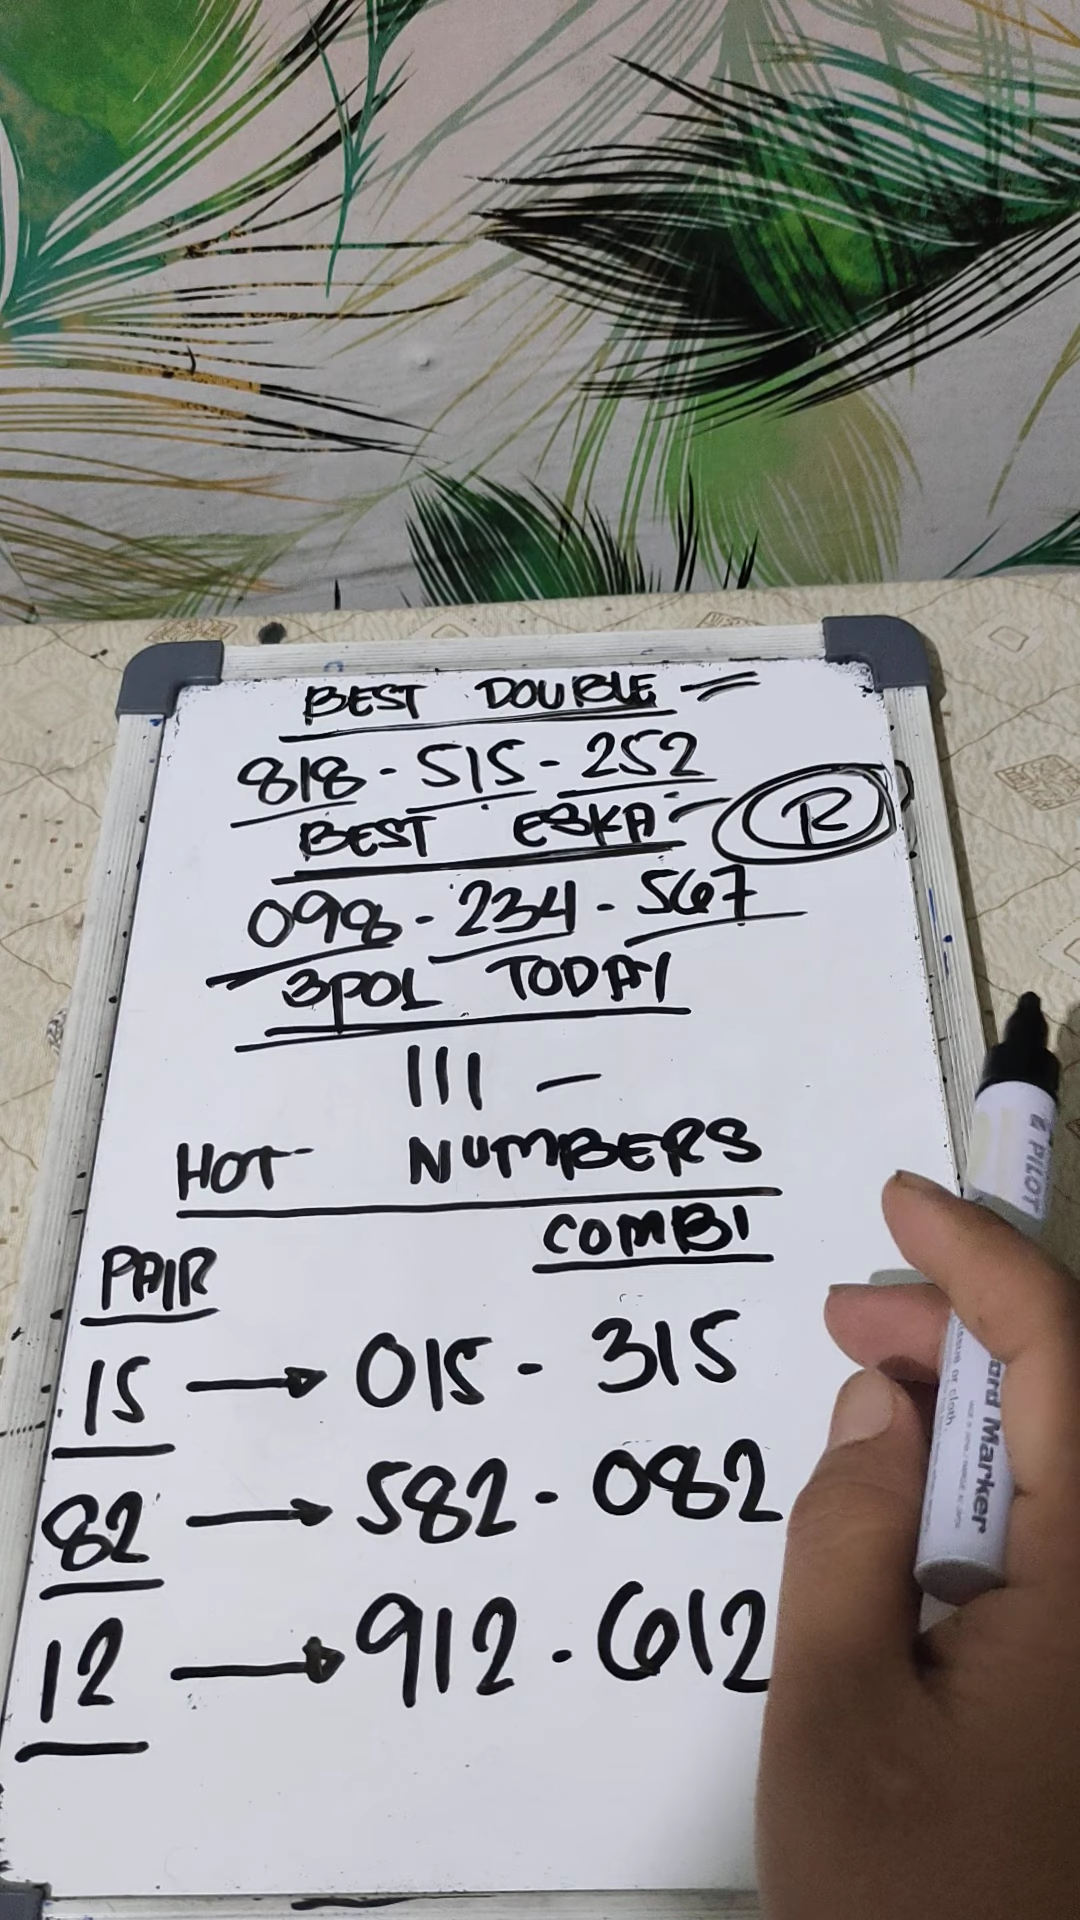 BEST DOUBLE =
818 - 515 - 252
BEST ESKA - R
098 - 234 - 567
3POL TODAY
111 -
HOT NUMBERS
COMBI
PAIR
15 → 015 - 315
82 → 582 - 082
12 → 912 - 612
PILOT
ord Marker